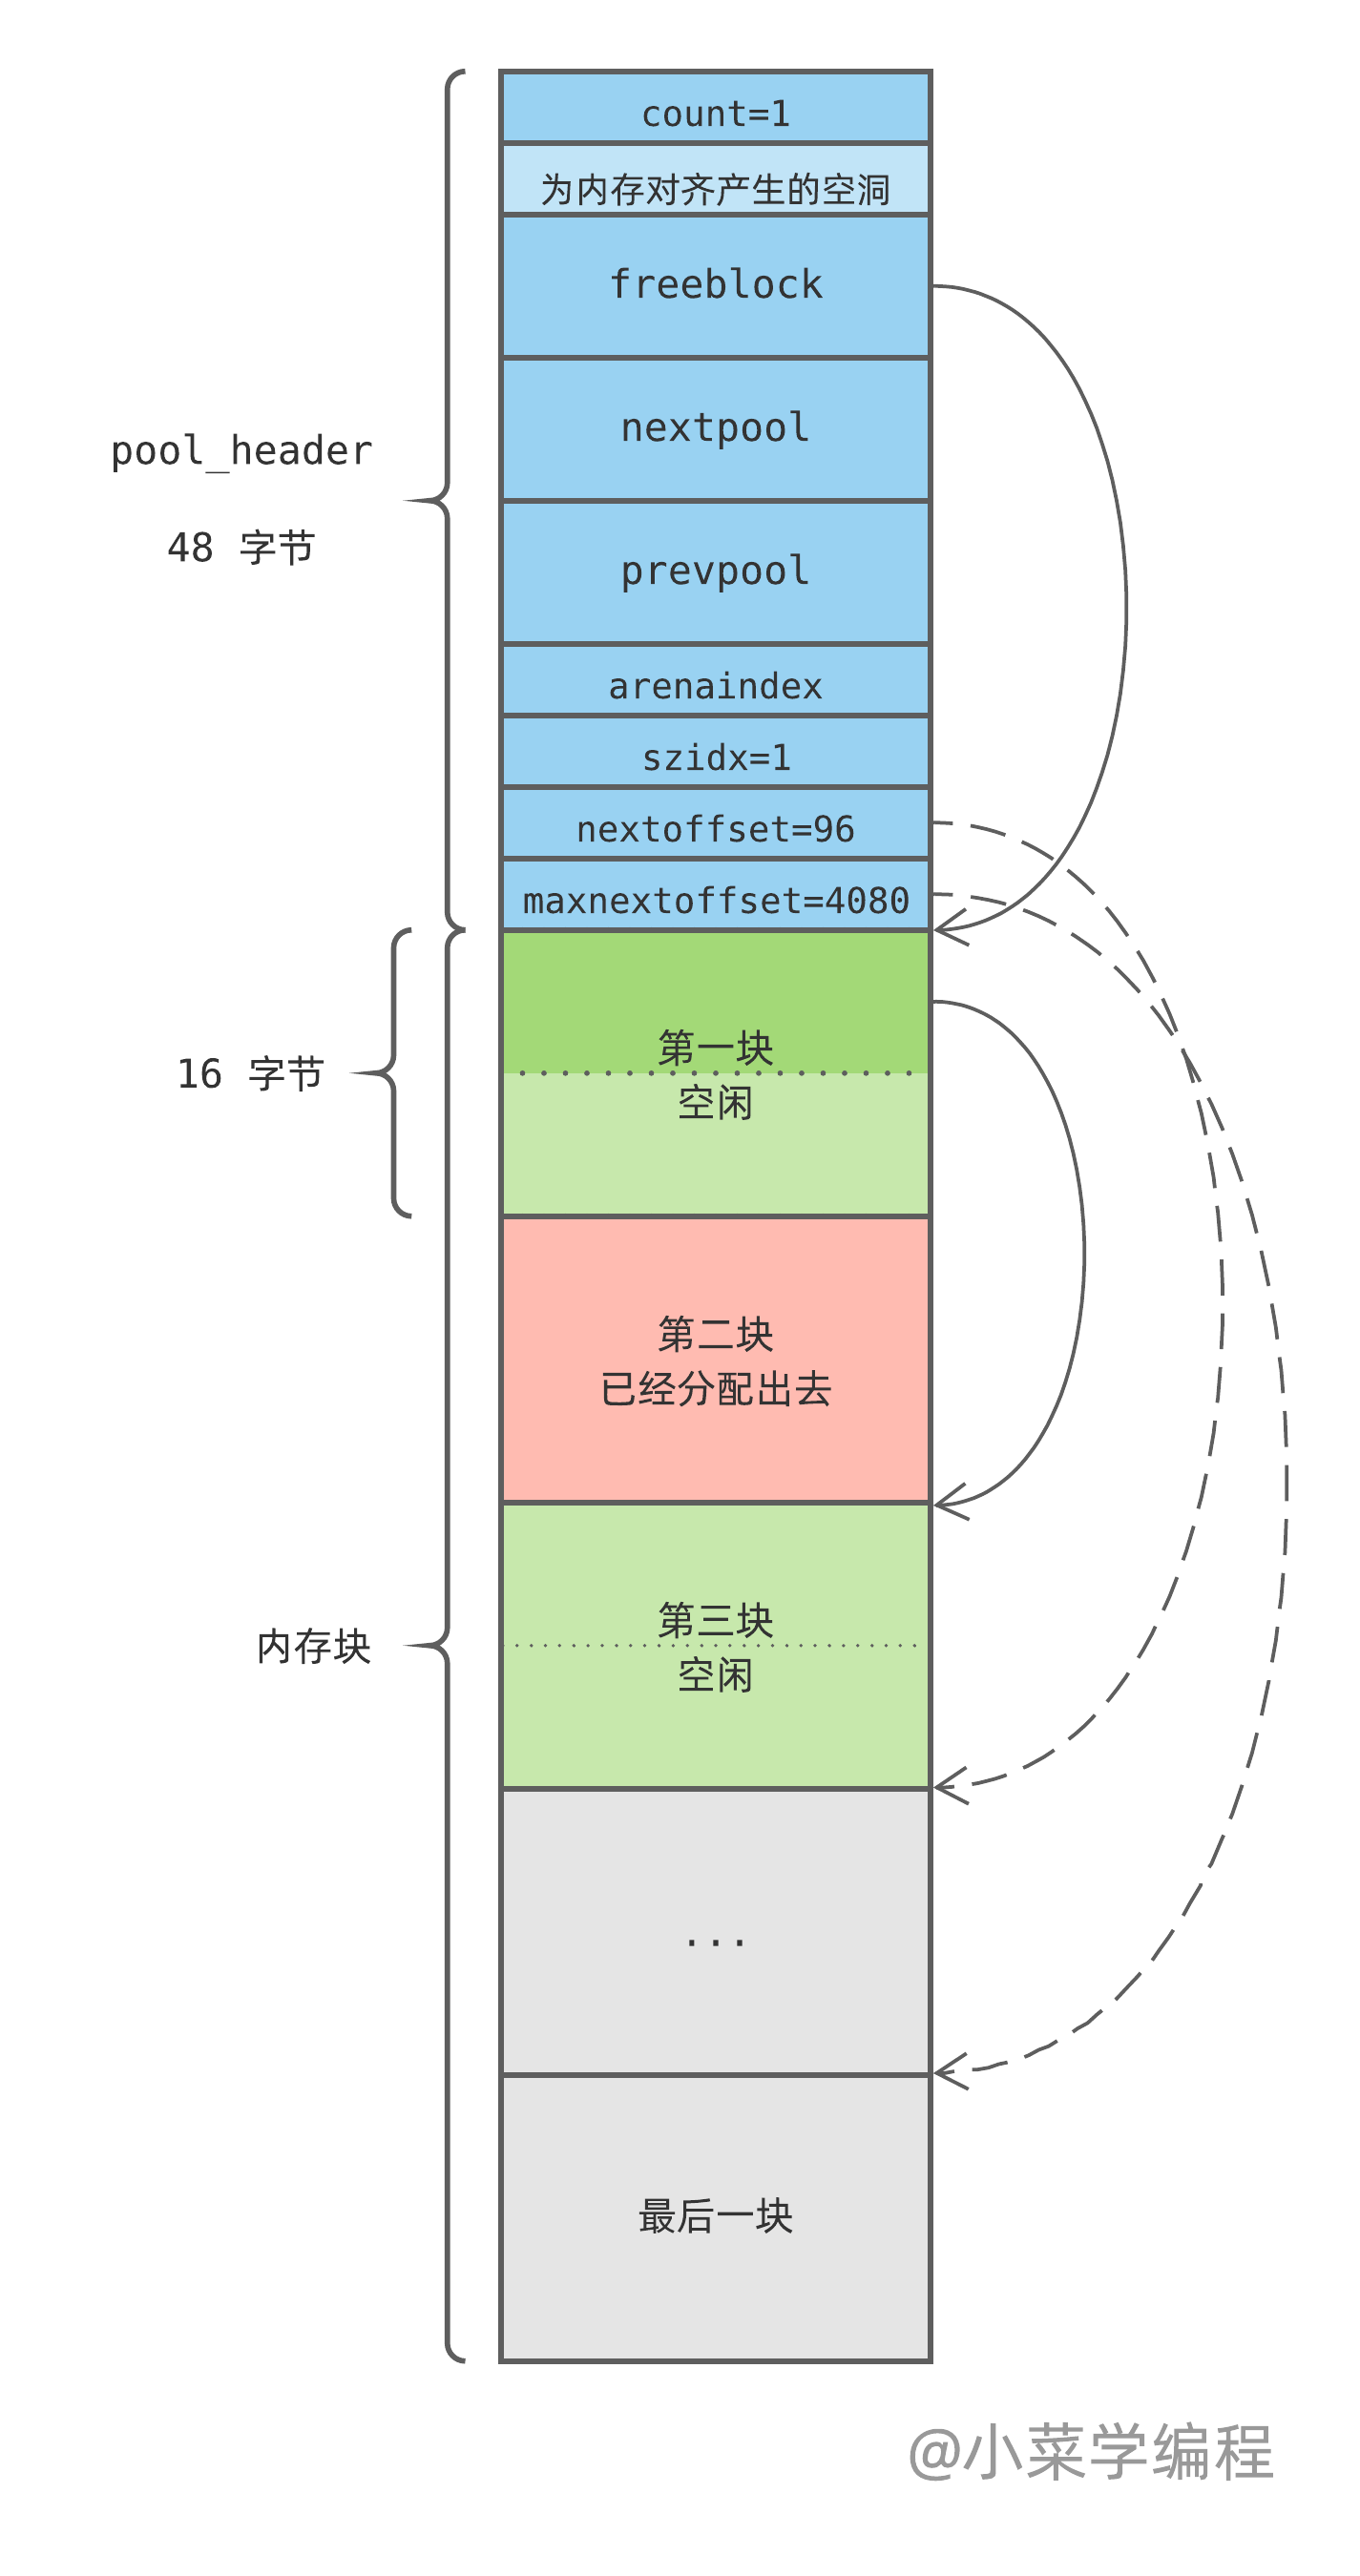 count=1
为内存对齐产生的空洞
freeblock
nextpool
pool_header
48 字节
prevpool
arenaindex
szidx=1
nextoffset=96
maxnextoffset=4080
第一块
空闲
16 字节
第二块
已经分配出去
第三块
空闲
内存块
...
最后一块
@小菜学编程